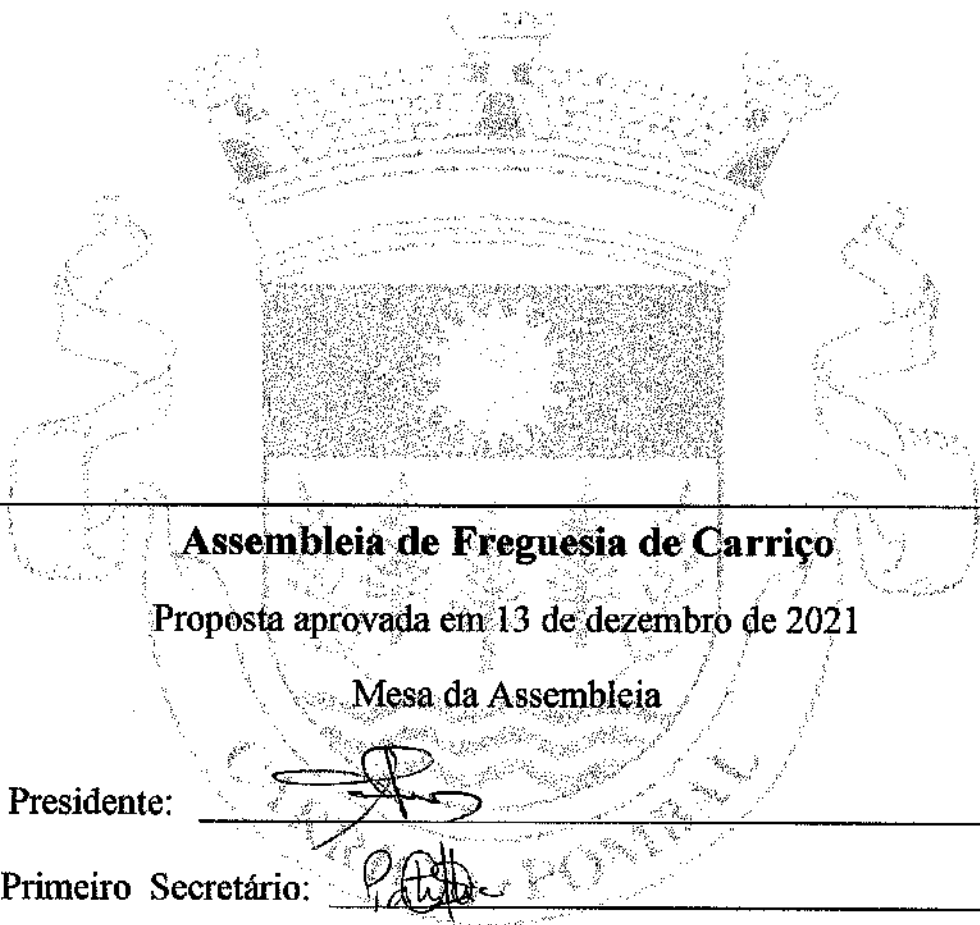 Assembleia de Freguesia de Carriço
Proposta aprovada em 13 de dezembro de 2021
Mesa da Assembleia
Presidente:
Primeiro Secretário: